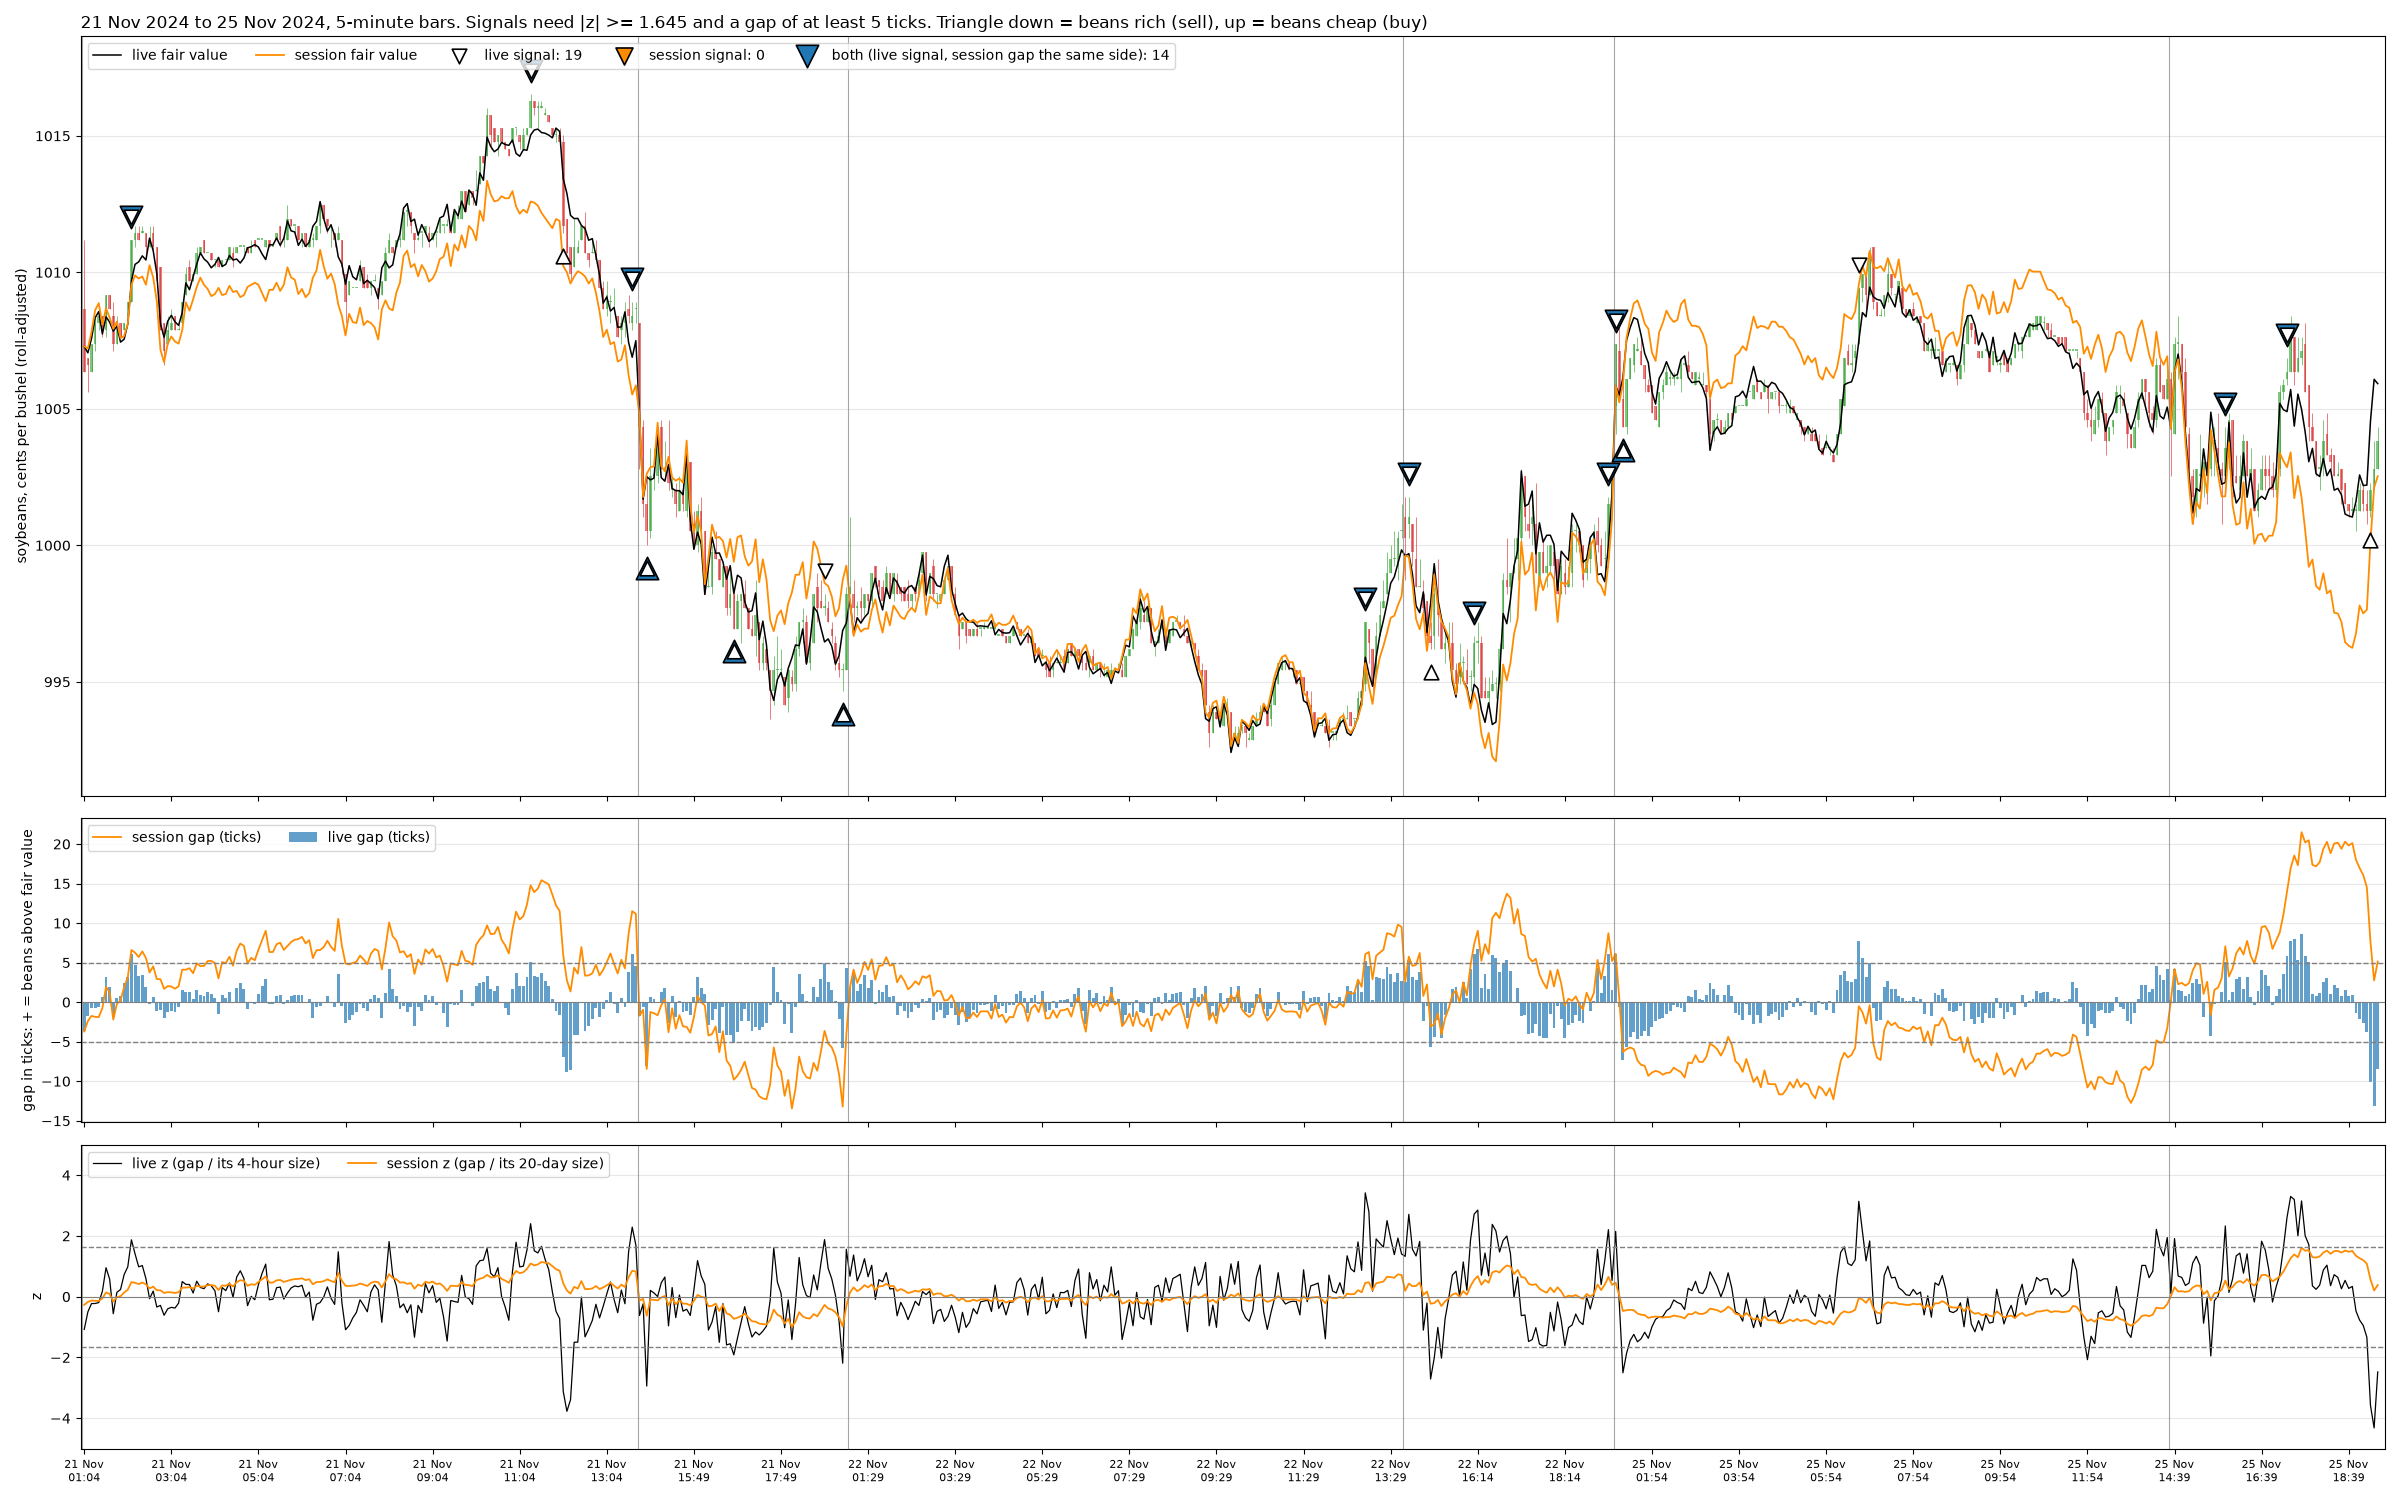 21 Nov 2024 to 25 Nov 2024, 5-minute bars. Signals need |z| >= 1.645 and a gap of at least 5 ticks. Triangle down = beans rich (sell), up = beans cheap (buy)
live fair value session fair value live signal: 19 session signal: 0 both (live signal, session gap the same side): 14
soybeans, cents per bushel (roll-adjusted)
1015
1010
1005
1000
995
session gap (ticks) live gap (ticks)
gap in ticks: + = beans above fair value
20
15
10
5
0
−5
−10
−15
live z (gap / its 4-hour size) session z (gap / its 20-day size)
z
4
2
0
−2
−4
21 Nov 21 Nov 21 Nov 21 Nov 21 Nov 21 Nov 21 Nov 21 Nov 21 Nov 22 Nov 22 Nov 22 Nov 22 Nov 22 Nov 22 Nov 22 Nov 22 Nov 22 Nov 25 Nov 25 Nov 25 Nov 25 Nov 25 Nov 25 Nov 25 Nov 25 Nov 25 Nov
01:04 03:04 05:04 07:04 09:04 11:04 13:04 15:49 17:49 01:29 03:29 05:29 07:29 09:29 11:29 13:29 16:14 18:14 01:54 03:54 05:54 07:54 09:54 11:54 14:39 16:39 18:39